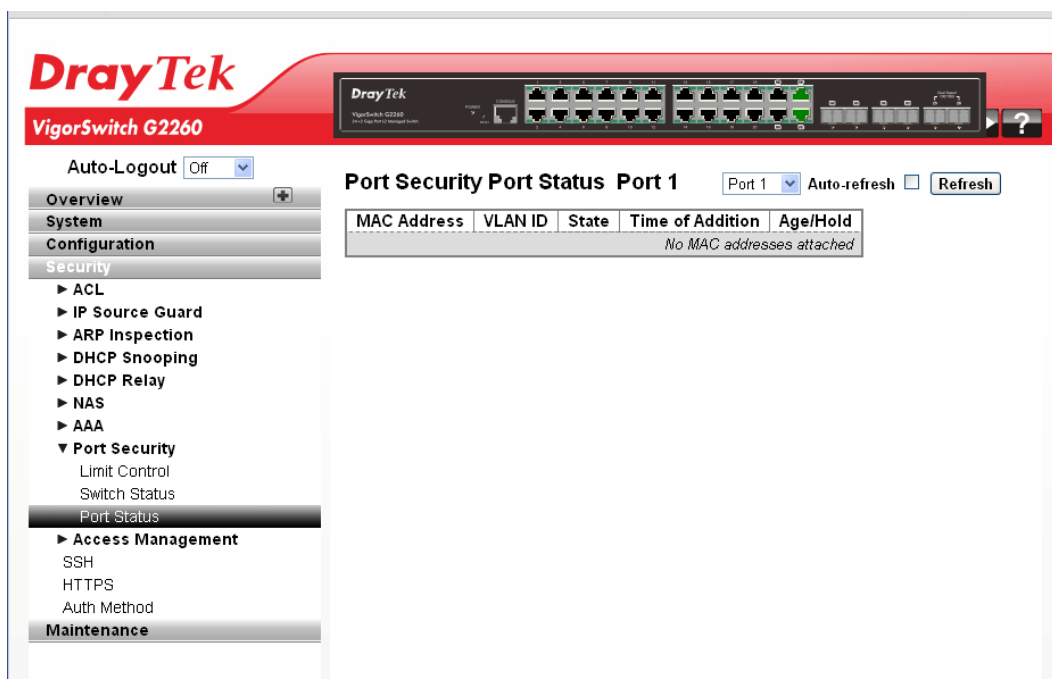 DrayTek
VigorSwitch G2260
DrayTek
VigorSwitch G2260
POWER
CONSOLE
?
Auto-Logout Off
Overview
System
Configuration
Security
ACL
IP Source Guard
ARP Inspection
DHCP Snooping
DHCP Relay
NAS
AAA
Port Security
Limit Control
Switch Status
Port Status
Access Management
SSH
HTTPS
Auth Method
Maintenance
Port Security Port Status Port 1
Port 1 Auto-refresh Refresh
MAC Address VLAN ID State Time of Addition Age/Hold
No MAC addresses attached